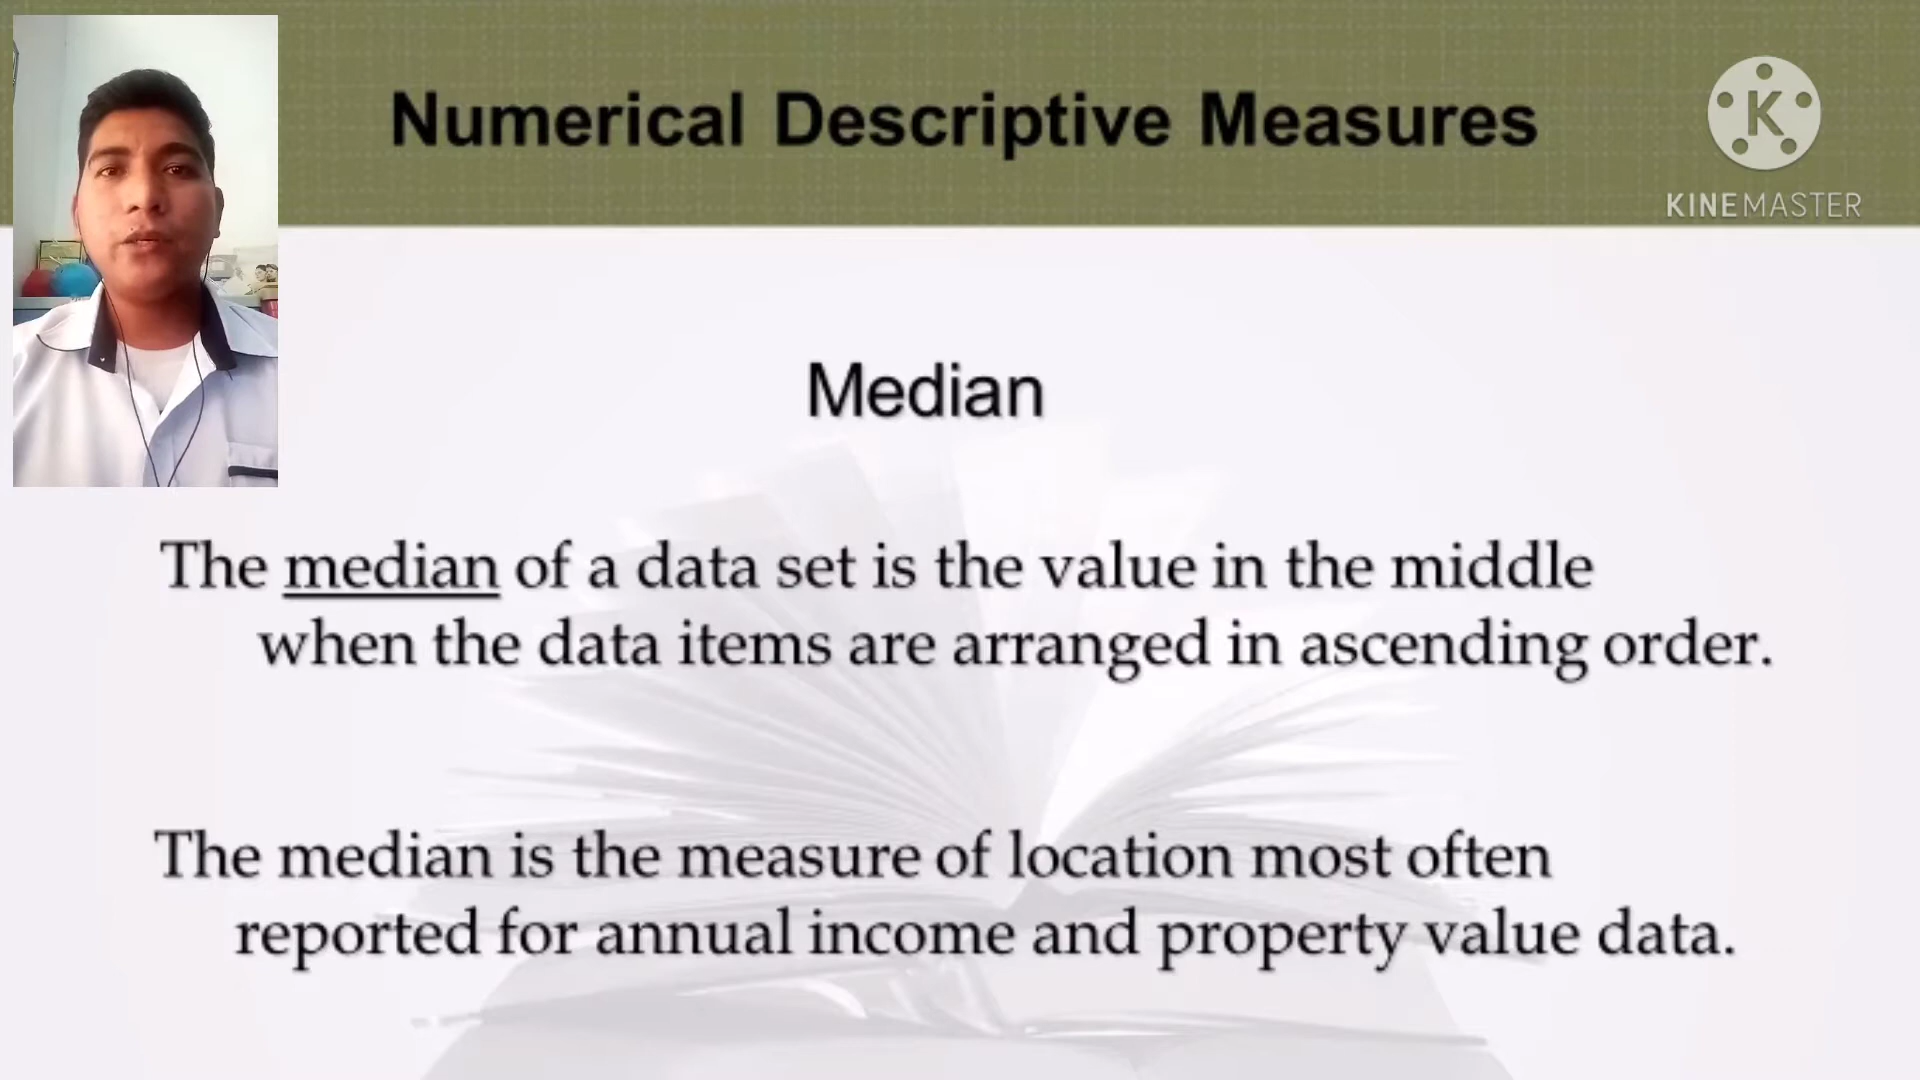 Numerical Descriptive Measures
K
KINEMASTER
Median
The median of a data set is the value in the middle
when the data items are arranged in ascending order.
The median is the measure of location most often
reported for annual income and property value data.